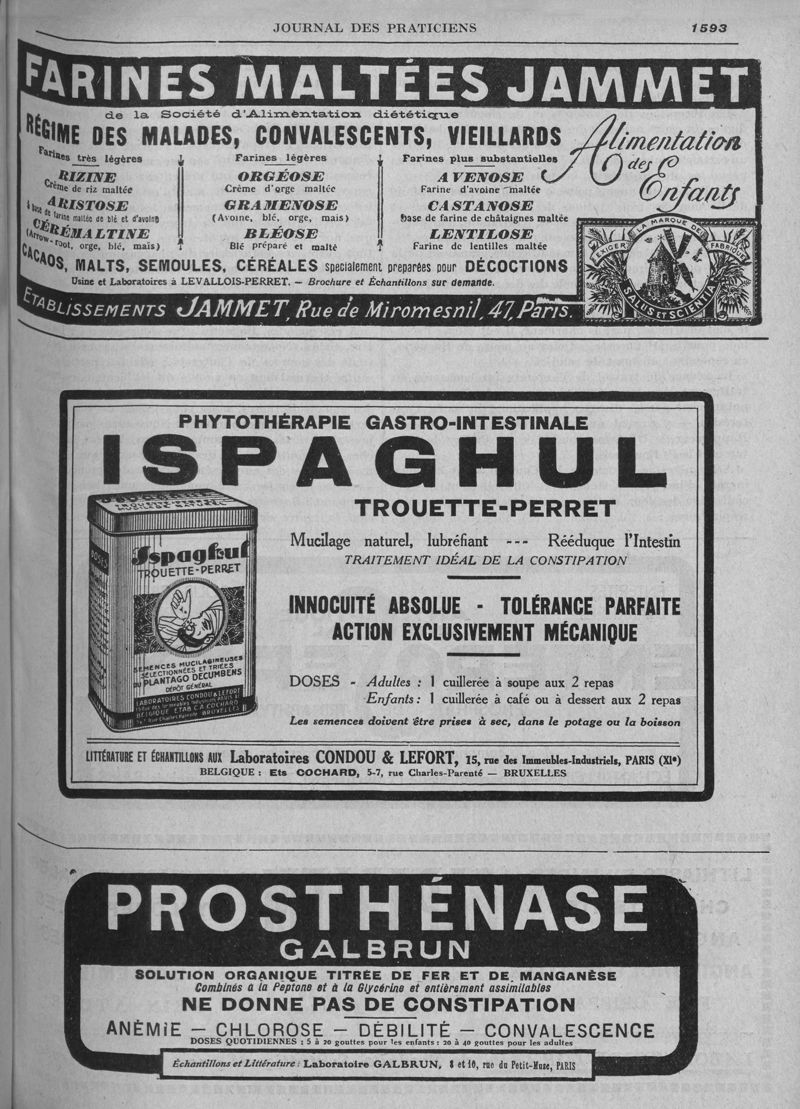 JOURNAL DES PRATICIENS 1593
FARINES MALTÉES JAMMET
de la Société d'Alimentation diététique
RÉGIME DES MALADES, CONVALESCENTS, VIEILLARDS
Alimentation
des
Enfants
Farines très légères
RIZINE
Crème de riz maltée
ARISTOSE
à base de farine maltée de blé et d'avoine
CÉRÉMALTINE
(Arrow-root, orge, blé, maïs)
Farines légères
ORGÉOSE
Crème d'orge maltée
GRAMENOSE
(Avoine, blé, orge, maïs)
BLÉOSE
Blé préparé et malté
Farines plus substantielles
AVENOSE
Farine d'avoine maltée
CASTANOSE
Base de farine de châtaignes maltée
LENTILOSE
Farine de lentilles maltée
CACAOS, MALTS, SEMOULES, CÉRÉALES specialement preparées pour DÉCOCTIONS
Usine et Laboratoires à LEVALLOIS-PERRET. – Brochure et Échantillons sur demande.
ÉTABLISSEMENTS JAMMET, Rue de Miromesnil, 47, Paris.
EXIGER LA MARQUE DE FABRIQUE
SALUS ET SCIENTIA
PHYTOTHÉRAPIE GASTRO-INTESTINALE
ISPAGHUL
TROUETTE-PERRET
Mucilage naturel, lubréfiant --- Rééduque l'Intestin
TRAITEMENT IDÉAL DE LA CONSTIPATION
INNOCUITÉ ABSOLUE - TOLÉRANCE PARFAITE
ACTION EXCLUSIVEMENT MÉCANIQUE
DOSES - Adultes : 1 cuillerée à soupe aux 2 repas
Enfants : 1 cuillerée à café ou à dessert aux 2 repas
Les semences doivent être prises à sec, dans le potage ou la boisson
DOSES
Ispaghul
TROUETTE-PERRET
SEMENCES MUCILAGINEUSES
SÉLECTIONNÉES ET TRIÉES
DU PLANTAGO DECUMBENS
DÉPÔT GÉNÉRAL
LABORATOIRES CONDOU & LEFORT
BELGIQUE ETAB. C.A. COCHARD
5-7 Rue Charles Parenté BRUXELLES
LITTÉRATURE ET ÉCHANTILLONS AUX Laboratoires CONDOU & LEFORT, 15, rue des Immeubles-Industriels, PARIS (XIe)
BELGIQUE : Ets COCHARD, 5-7, rue Charles-Parenté — BRUXELLES
PROSTHÉNASE
GALBRUN
SOLUTION ORGANIQUE TITRÉE DE FER ET DE MANGANÈSE
Combinés à la Peptone et à la Glycérine et entièrement assimilables
NE DONNE PAS DE CONSTIPATION
ANÉMIE — CHLOROSE — DÉBILITÉ — CONVALESCENCE
DOSES QUOTIDIENNES : 5 à 20 gouttes pour les enfants : 20 à 40 gouttes pour les adultes
Échantillons et Littérature : Laboratoire GALBRUN, 8 et 10, rue du Petit-Musc, PARIS